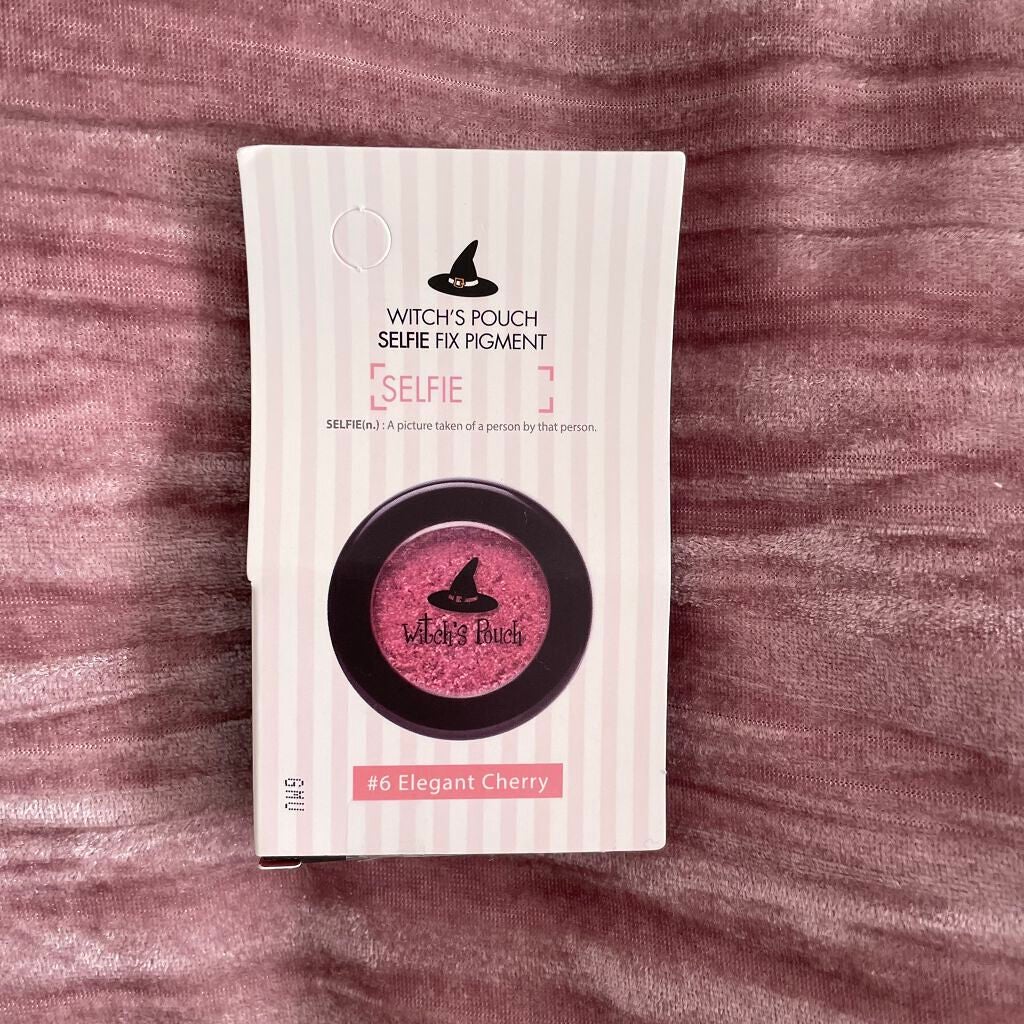 WITCH'S POUCH
SELFIE FIX PIGMENT
SELFIE
SELFIE(n.) : A picture taken of a person by that person.
Witch's Pouch
#6 Elegant Cherry